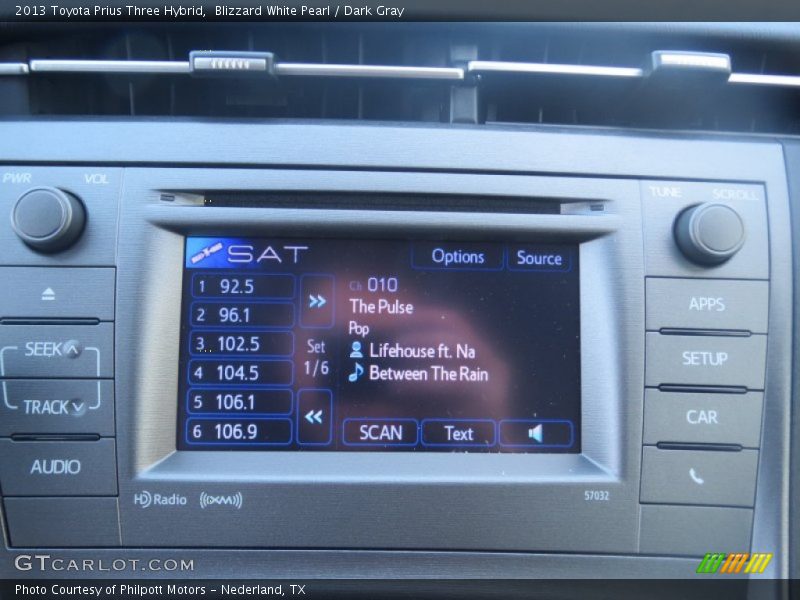 2013 Toyota Prius Three Hybrid, Blizzard White Pearl / Dark Gray
PWR VOL
TUNE SCROLL
SAT Options Source
1 92.5
2 96.1
3 102.5
4 104.5
5 106.1
6 106.9
Set
1/6
Ch 010
The Pulse
Pop
Lifehouse ft. Na
Between The Rain
SCAN Text
SEEK
TRACK
AUDIO
APPS
SETUP
CAR
HD Radio ((XM))
57032
GTCARLOT.COM
Photo Courtesy of Philpott Motors - Nederland, TX